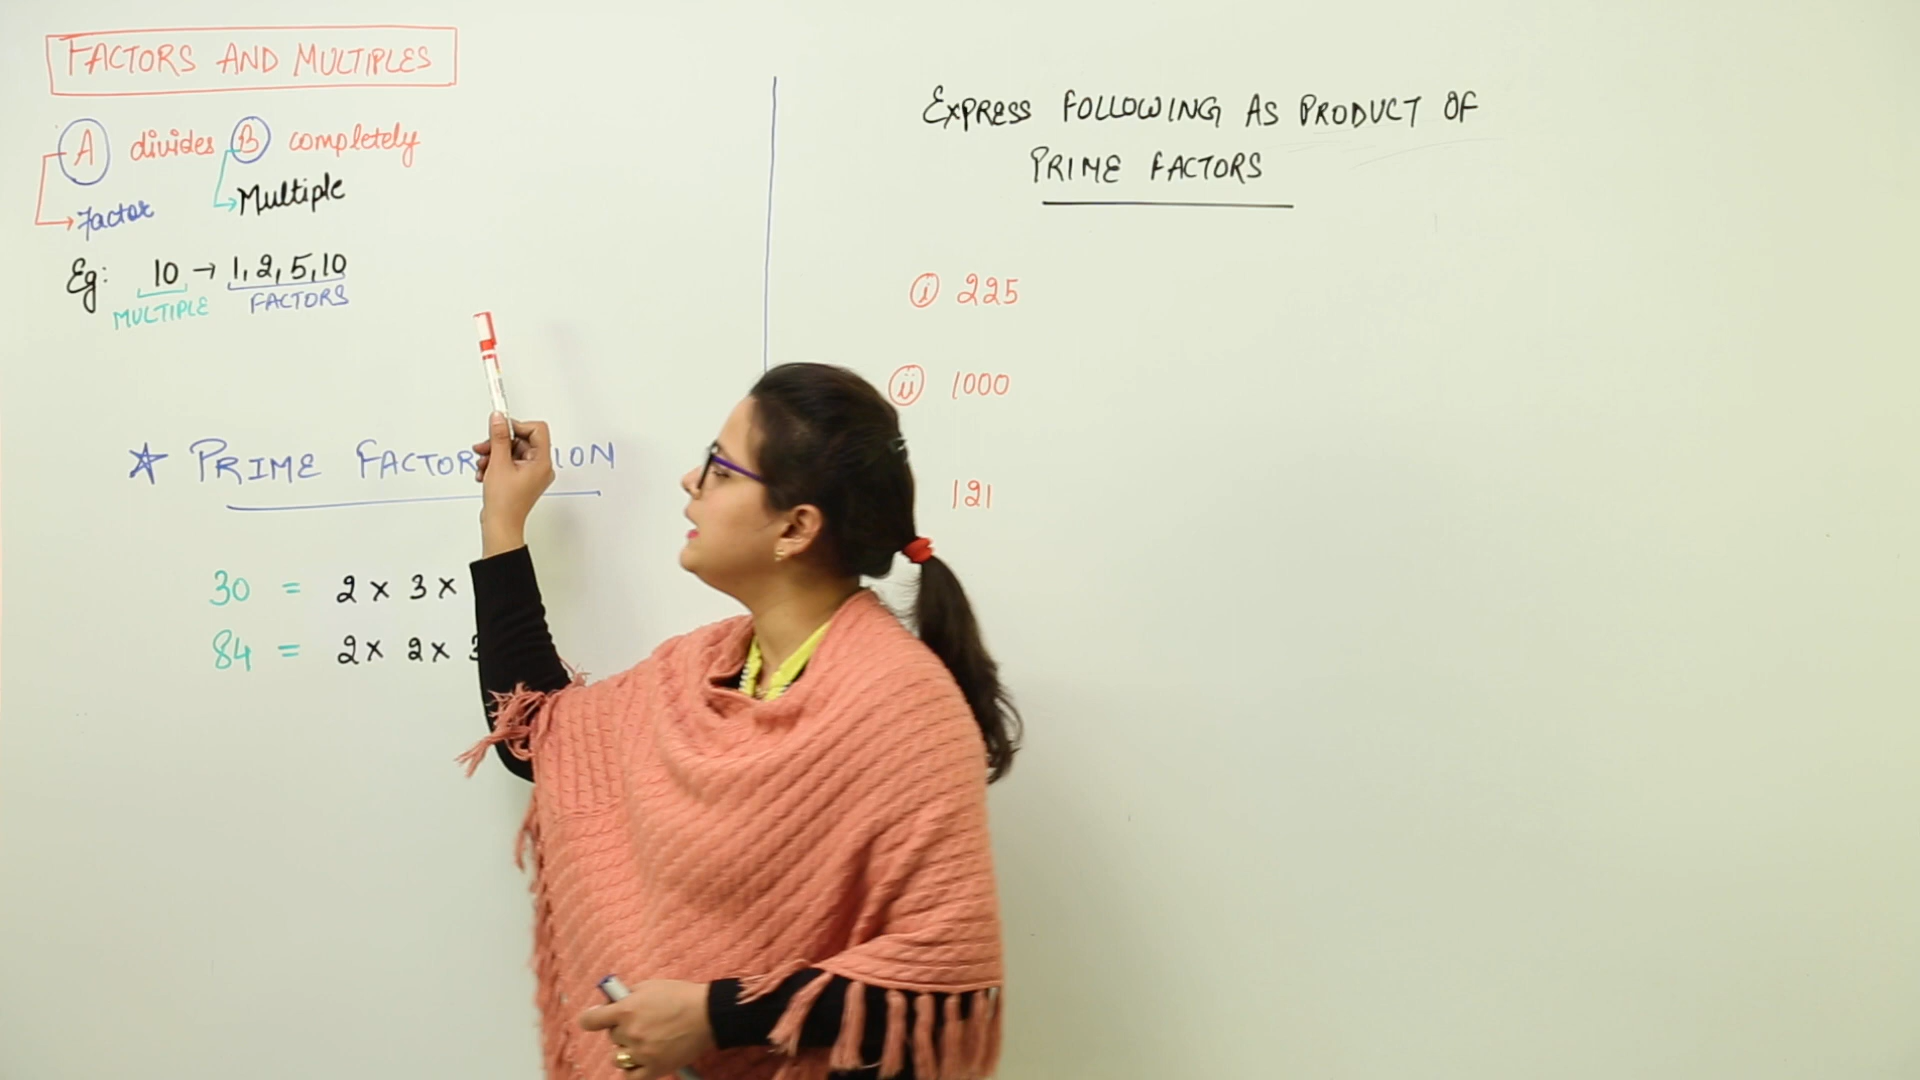 FACTORS AND MULTIPLES
A divides B completely
Factor Multiple
Eg: 10 → 1, 2, 5, 10
MULTIPLE FACTORS
★ PRIME FACTOR ION
30 = 2 × 3 ×
84 = 2 × 2 × 3
EXPRESS FOLLOWING AS PRODUCT OF
PRIME FACTORS
(i) 225
(ii) 1000
121